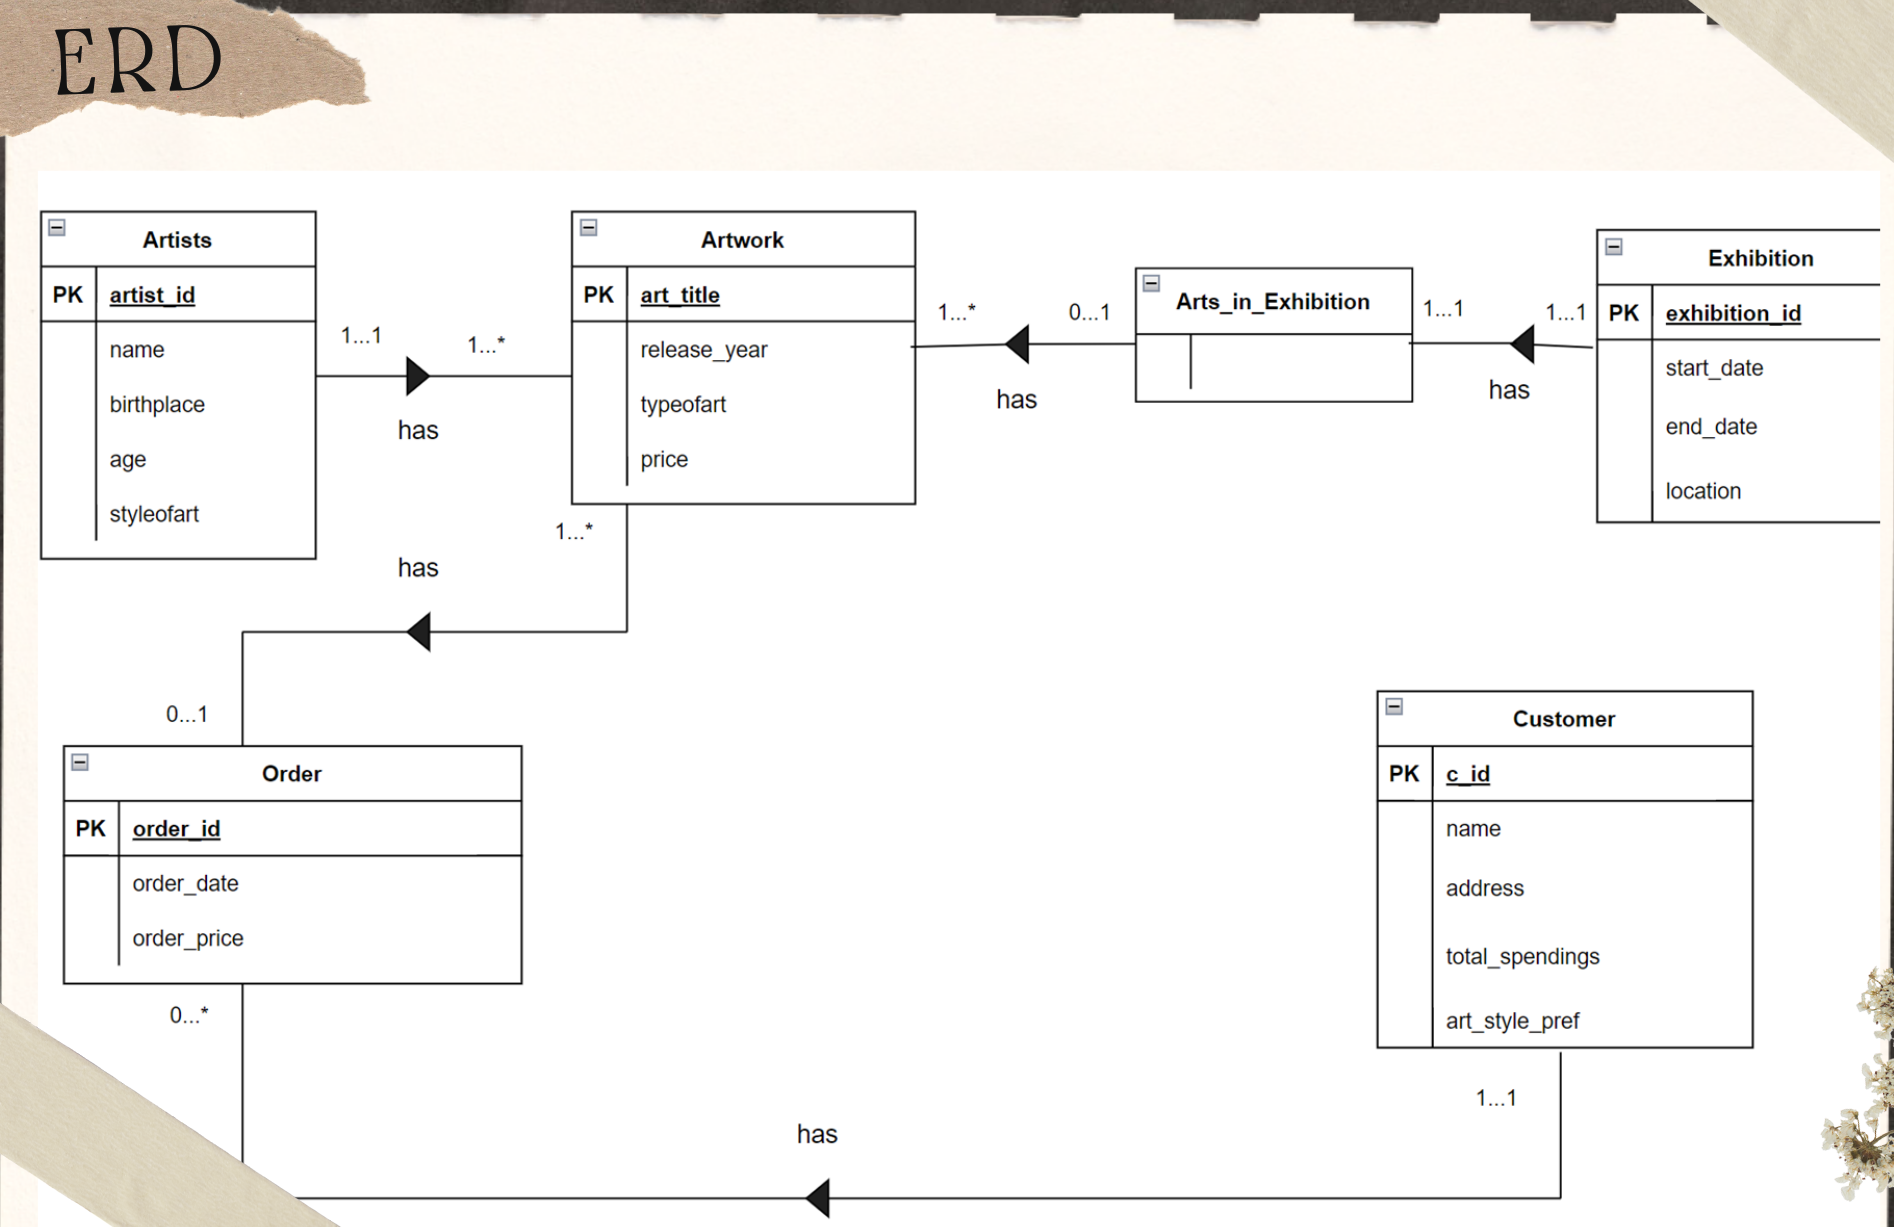 ERD
Artists
PK artist_id
name
birthplace
age
styleofart
1...1
has
1...*
Artwork
PK art_title
release_year
typeofart
price
1...*
has
0...1
Arts_in_Exhibition
1...1
has
1...1
Exhibition
PK exhibition_id
start_date
end_date
location
1...*
has
0...1
Order
PK order_id
order_date
order_price
0...*
has
1...1
Customer
PK c_id
name
address
total_spendings
art_style_pref